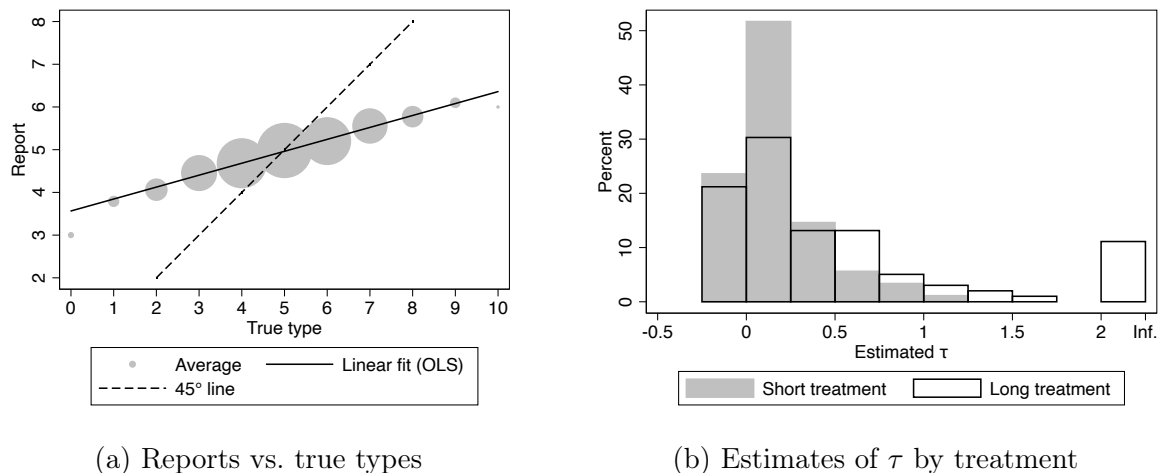 8
7
6
5
4
3
2
Report
0 1 2 3 4 5 6 7 8 9 10
True type
Average
Linear fit (OLS)
45° line
(a) Reports vs. true types
50
40
30
20
10
0
Percent
-0.5 0 0.5 1 1.5 2 Inf.
Estimated τ
Short treatment
Long treatment
(b) Estimates of τ by treatment